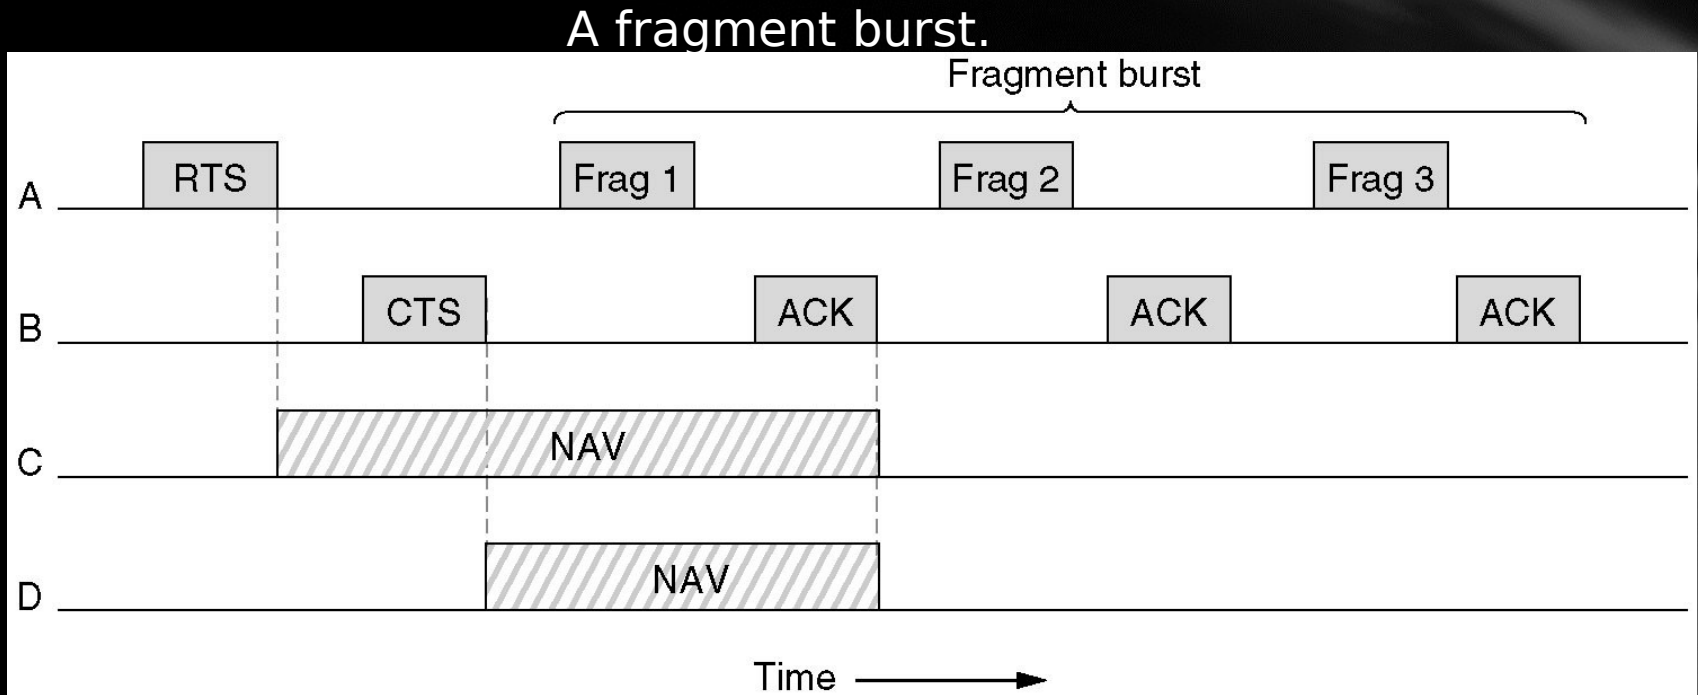 A fragment burst.
Fragment burst
A RTS Frag 1 Frag 2 Frag 3
B CTS ACK ACK ACK
C NAV
D NAV
Time